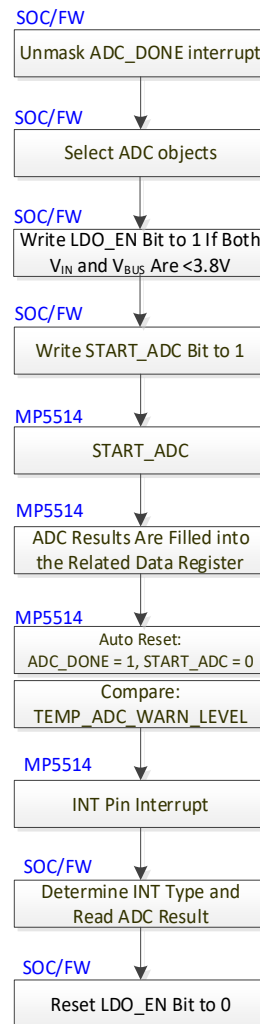 SOC/FW
Unmask ADC_DONE interrupt
SOC/FW
Select ADC objects
SOC/FW
Write LDO_EN Bit to 1 If Both
VIN and VBUS Are <3.8V
SOC/FW
Write START_ADC Bit to 1
MP5514
START_ADC
MP5514
ADC Results Are Filled into
the Related Data Register
MP5514
Auto Reset:
ADC_DONE = 1, START_ADC = 0
Compare:
TEMP_ADC_WARN_LEVEL
MP5514
INT Pin Interrupt
SOC/FW
Determine INT Type and
Read ADC Result
SOC/FW
Reset LDO_EN Bit to 0